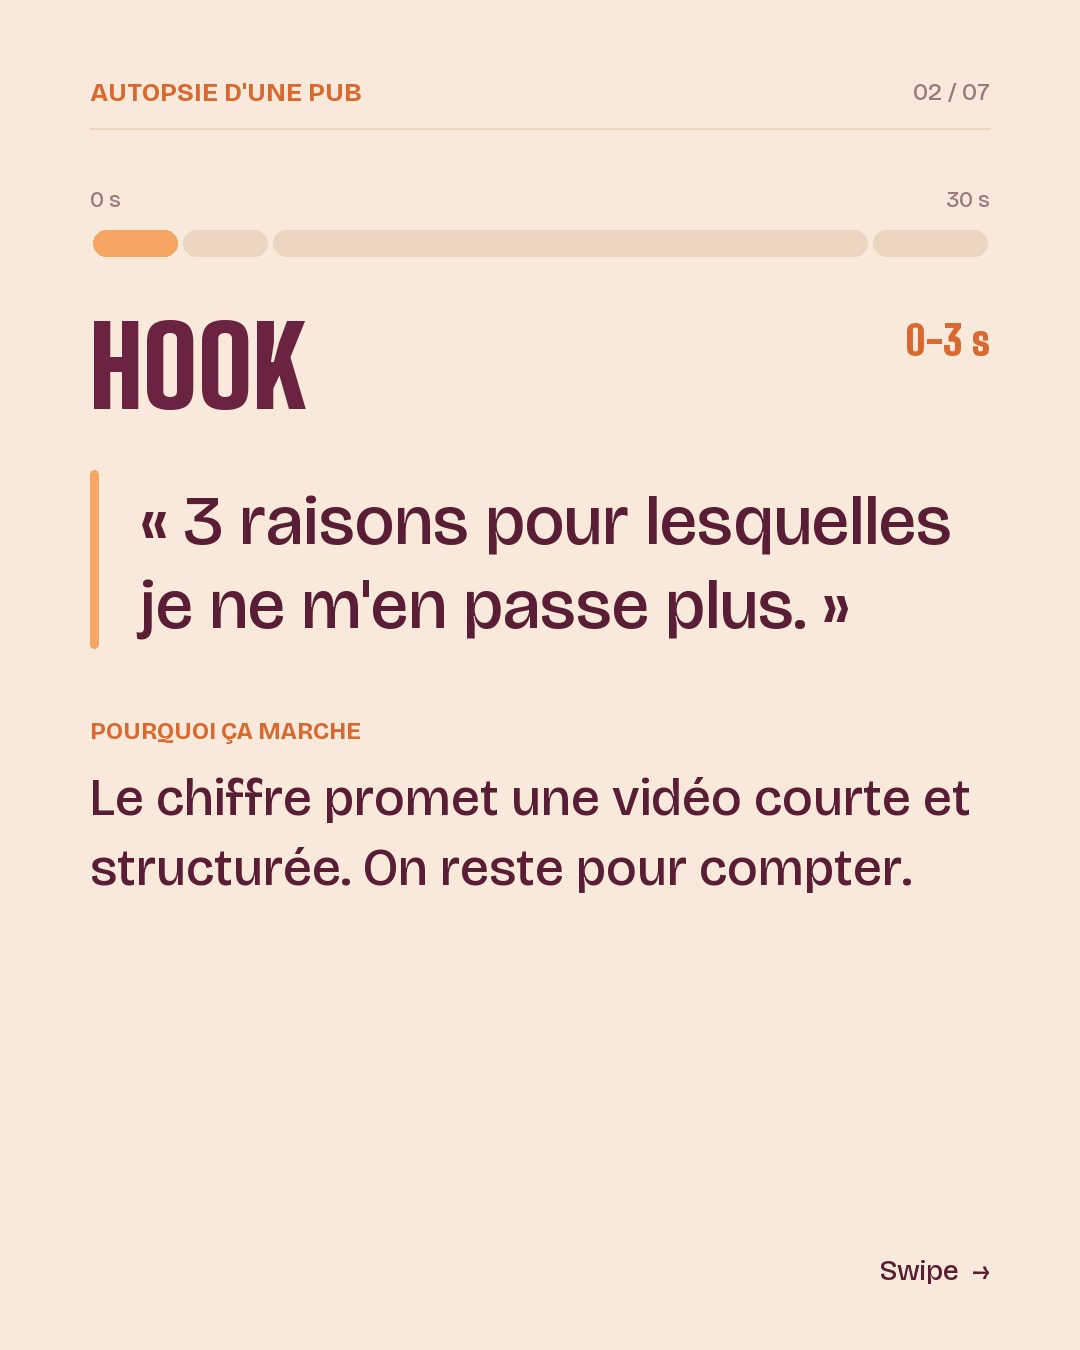 AUTOPSIE D'UNE PUB
02 / 07
0 s
30 s
HOOK
0–3 s
« 3 raisons pour lesquelles
je ne m'en passe plus. »
POURQUOI ÇA MARCHE
Le chiffre promet une vidéo courte et
structurée. On reste pour compter.
Swipe →